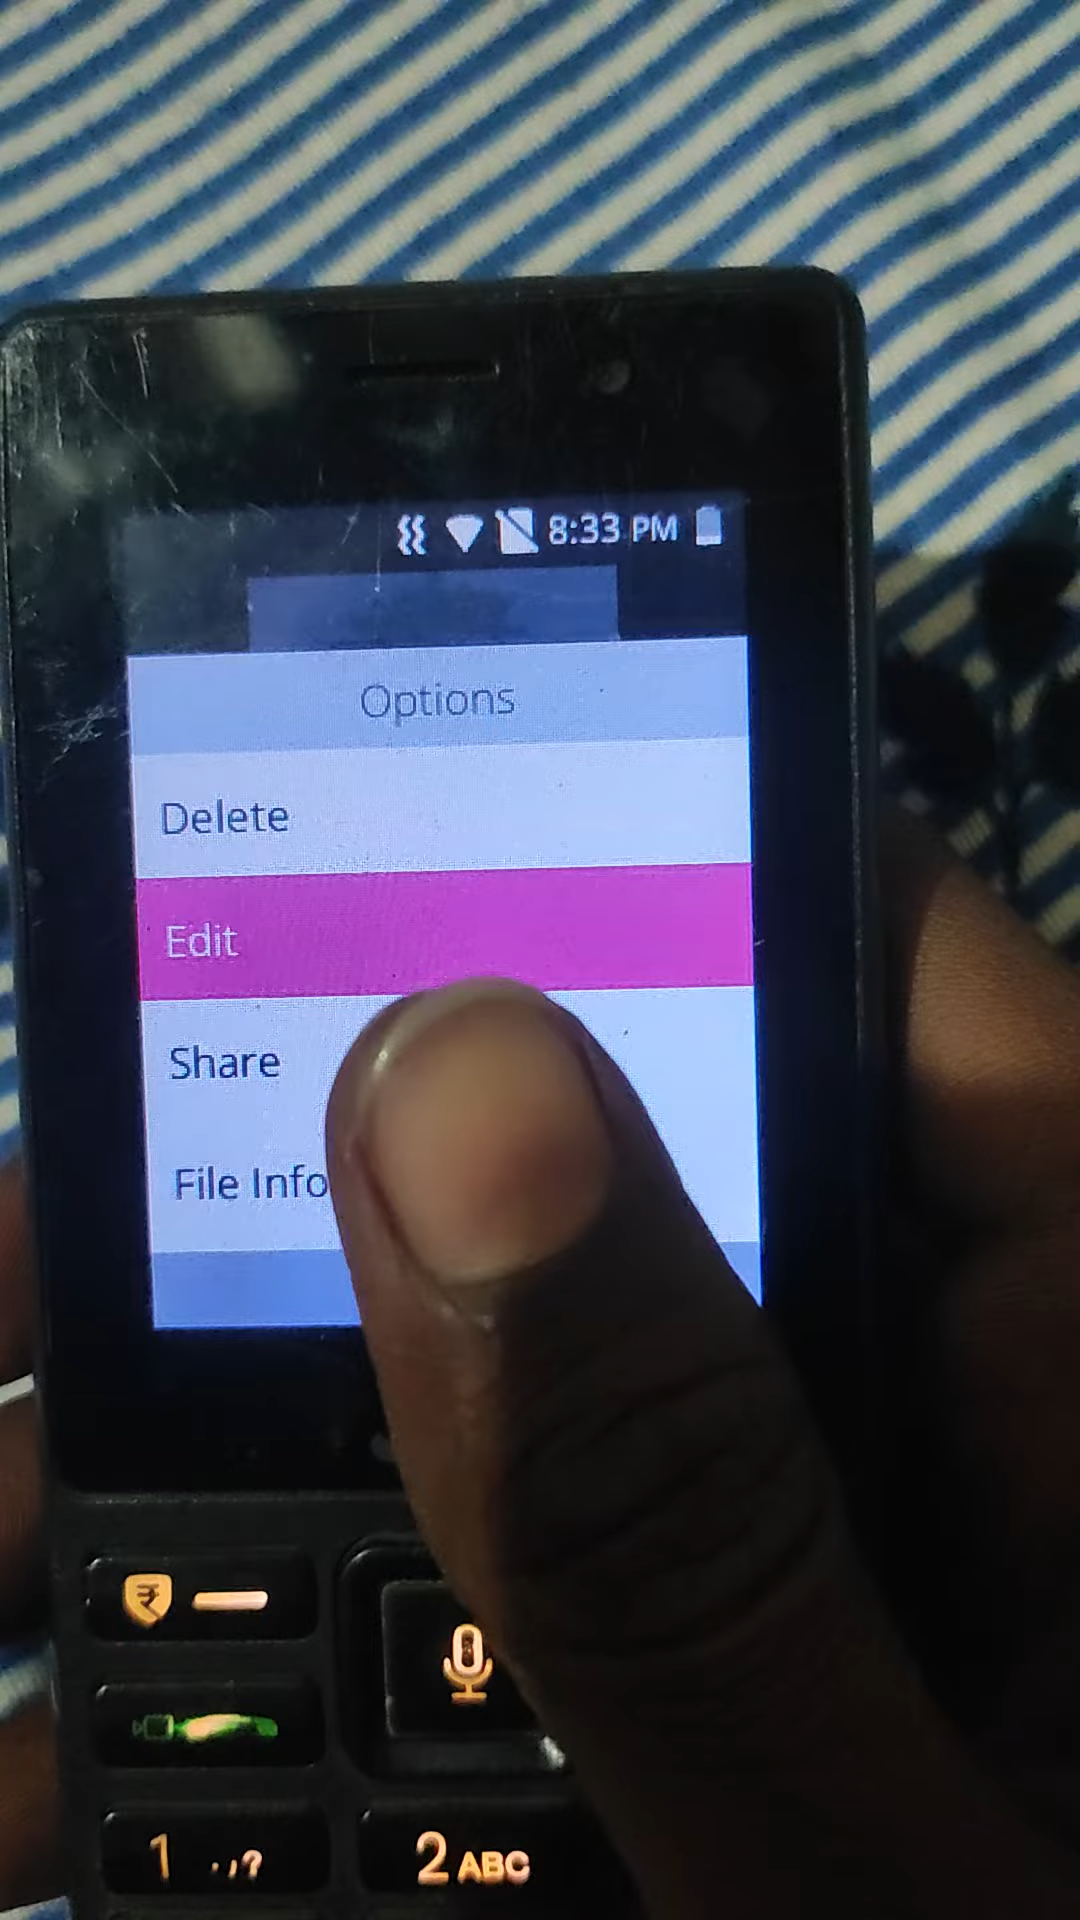 8:33 PM
Options
Delete
Edit
Share
File Info
₹
1 .,?
2 ABC